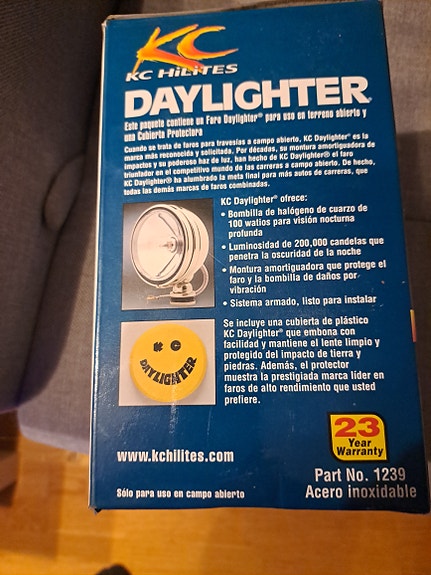 KC
KC HiLiTES
DAYLIGHTER®
Este paquete contiene un Faro Daylighter® para uso en terreno abierto y
una Cubierta Protectora
Cuando se trata de faros para travesías a campo abierto, KC Daylighter® es la
marca más reconocida y solicitada. Por décadas, su montura amortiguadora de
impactos y su poderoso haz de luz, han hecho de KC Daylighter® el faro
triunfador en el competitivo mundo de las carreras a campo abierto. De hecho,
KC Daylighter® ha alumbrado la meta final para más autos de carreras, que
todas las demás marcas de faros combinadas.
KC Daylighter® ofrece:
• Bombilla de halógeno de cuarzo de
100 watios para visión nocturna
profunda
• Luminosidad de 200,000 candelas que
penetra la oscuridad de la noche
• Montura amortiguadora que protege el
faro y la bombilla de daños por
vibración
• Sistema armado, listo para instalar
Se incluye una cubierta de plástico
KC Daylighter® que embona con
facilidad y mantiene el lente limpio y
protegido del impacto de tierra y
piedras. Además, el protector
muestra la prestigiada marca líder en
faros de alto rendimiento que usted
prefiere.
KC
DAYLIGHTER
23
Year
Warranty
www.kchilites.com
Part No. 1239
Acero inoxidable
Sólo para uso en campo abierto